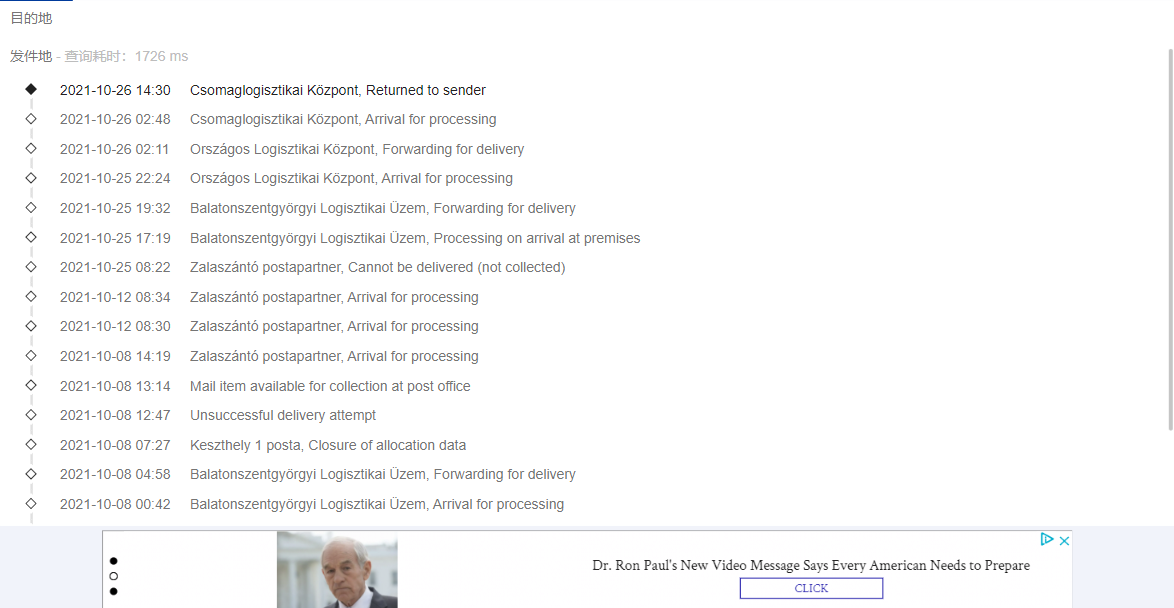 目的地
发件地 - 查询耗时：1726 ms
2021-10-26 14:30 Csomaglogisztikai Központ, Returned to sender
2021-10-26 02:48 Csomaglogisztikai Központ, Arrival for processing
2021-10-26 02:11 Országos Logisztikai Központ, Forwarding for delivery
2021-10-25 22:24 Országos Logisztikai Központ, Arrival for processing
2021-10-25 19:32 Balatonszentgyörgyi Logisztikai Üzem, Forwarding for delivery
2021-10-25 17:19 Balatonszentgyörgyi Logisztikai Üzem, Processing on arrival at premises
2021-10-25 08:22 Zalaszántó postapartner, Cannot be delivered (not collected)
2021-10-12 08:34 Zalaszántó postapartner, Arrival for processing
2021-10-12 08:30 Zalaszántó postapartner, Arrival for processing
2021-10-08 14:19 Zalaszántó postapartner, Arrival for processing
2021-10-08 13:14 Mail item available for collection at post office
2021-10-08 12:47 Unsuccessful delivery attempt
2021-10-08 07:27 Keszthely 1 posta, Closure of allocation data
2021-10-08 04:58 Balatonszentgyörgyi Logisztikai Üzem, Forwarding for delivery
2021-10-08 00:42 Balatonszentgyörgyi Logisztikai Üzem, Arrival for processing
Dr. Ron Paul's New Video Message Says Every American Needs to Prepare
CLICK